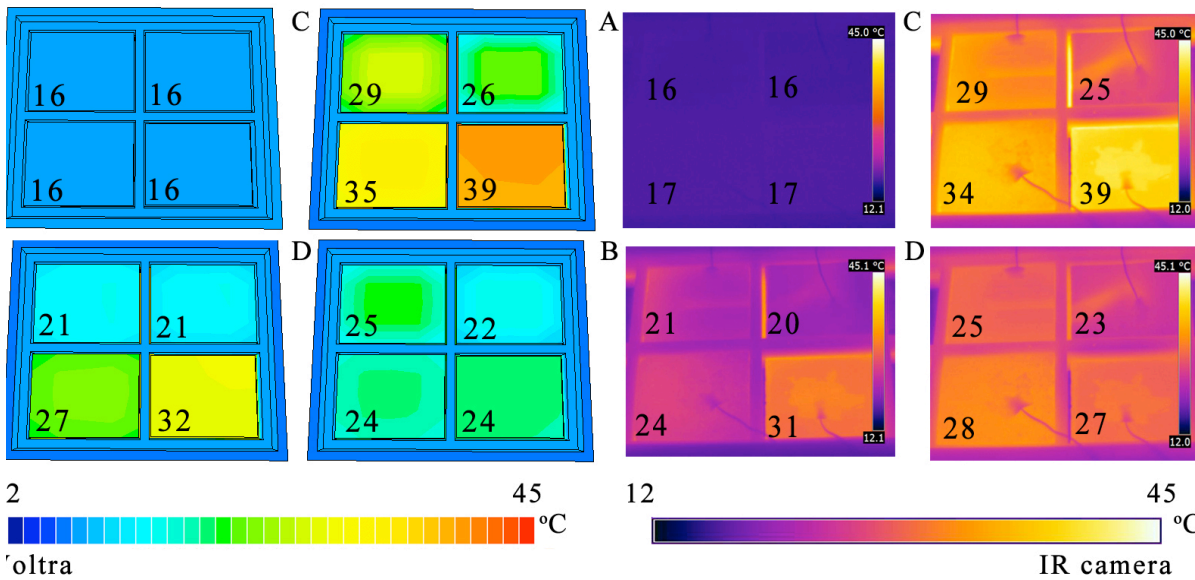 C A C
45.0 °C 45.0 °C
16 16 29 26 16 16 29 25
16 16 35 39 17 17 34 39
12.1 12.0
D B D
45.1 °C 45.1 °C
21 21 25 22 21 20 25 23
27 32 24 24 24 31 28 27
12.1 12.0
2 45 12 45
ºC ºC
oltra IR camera